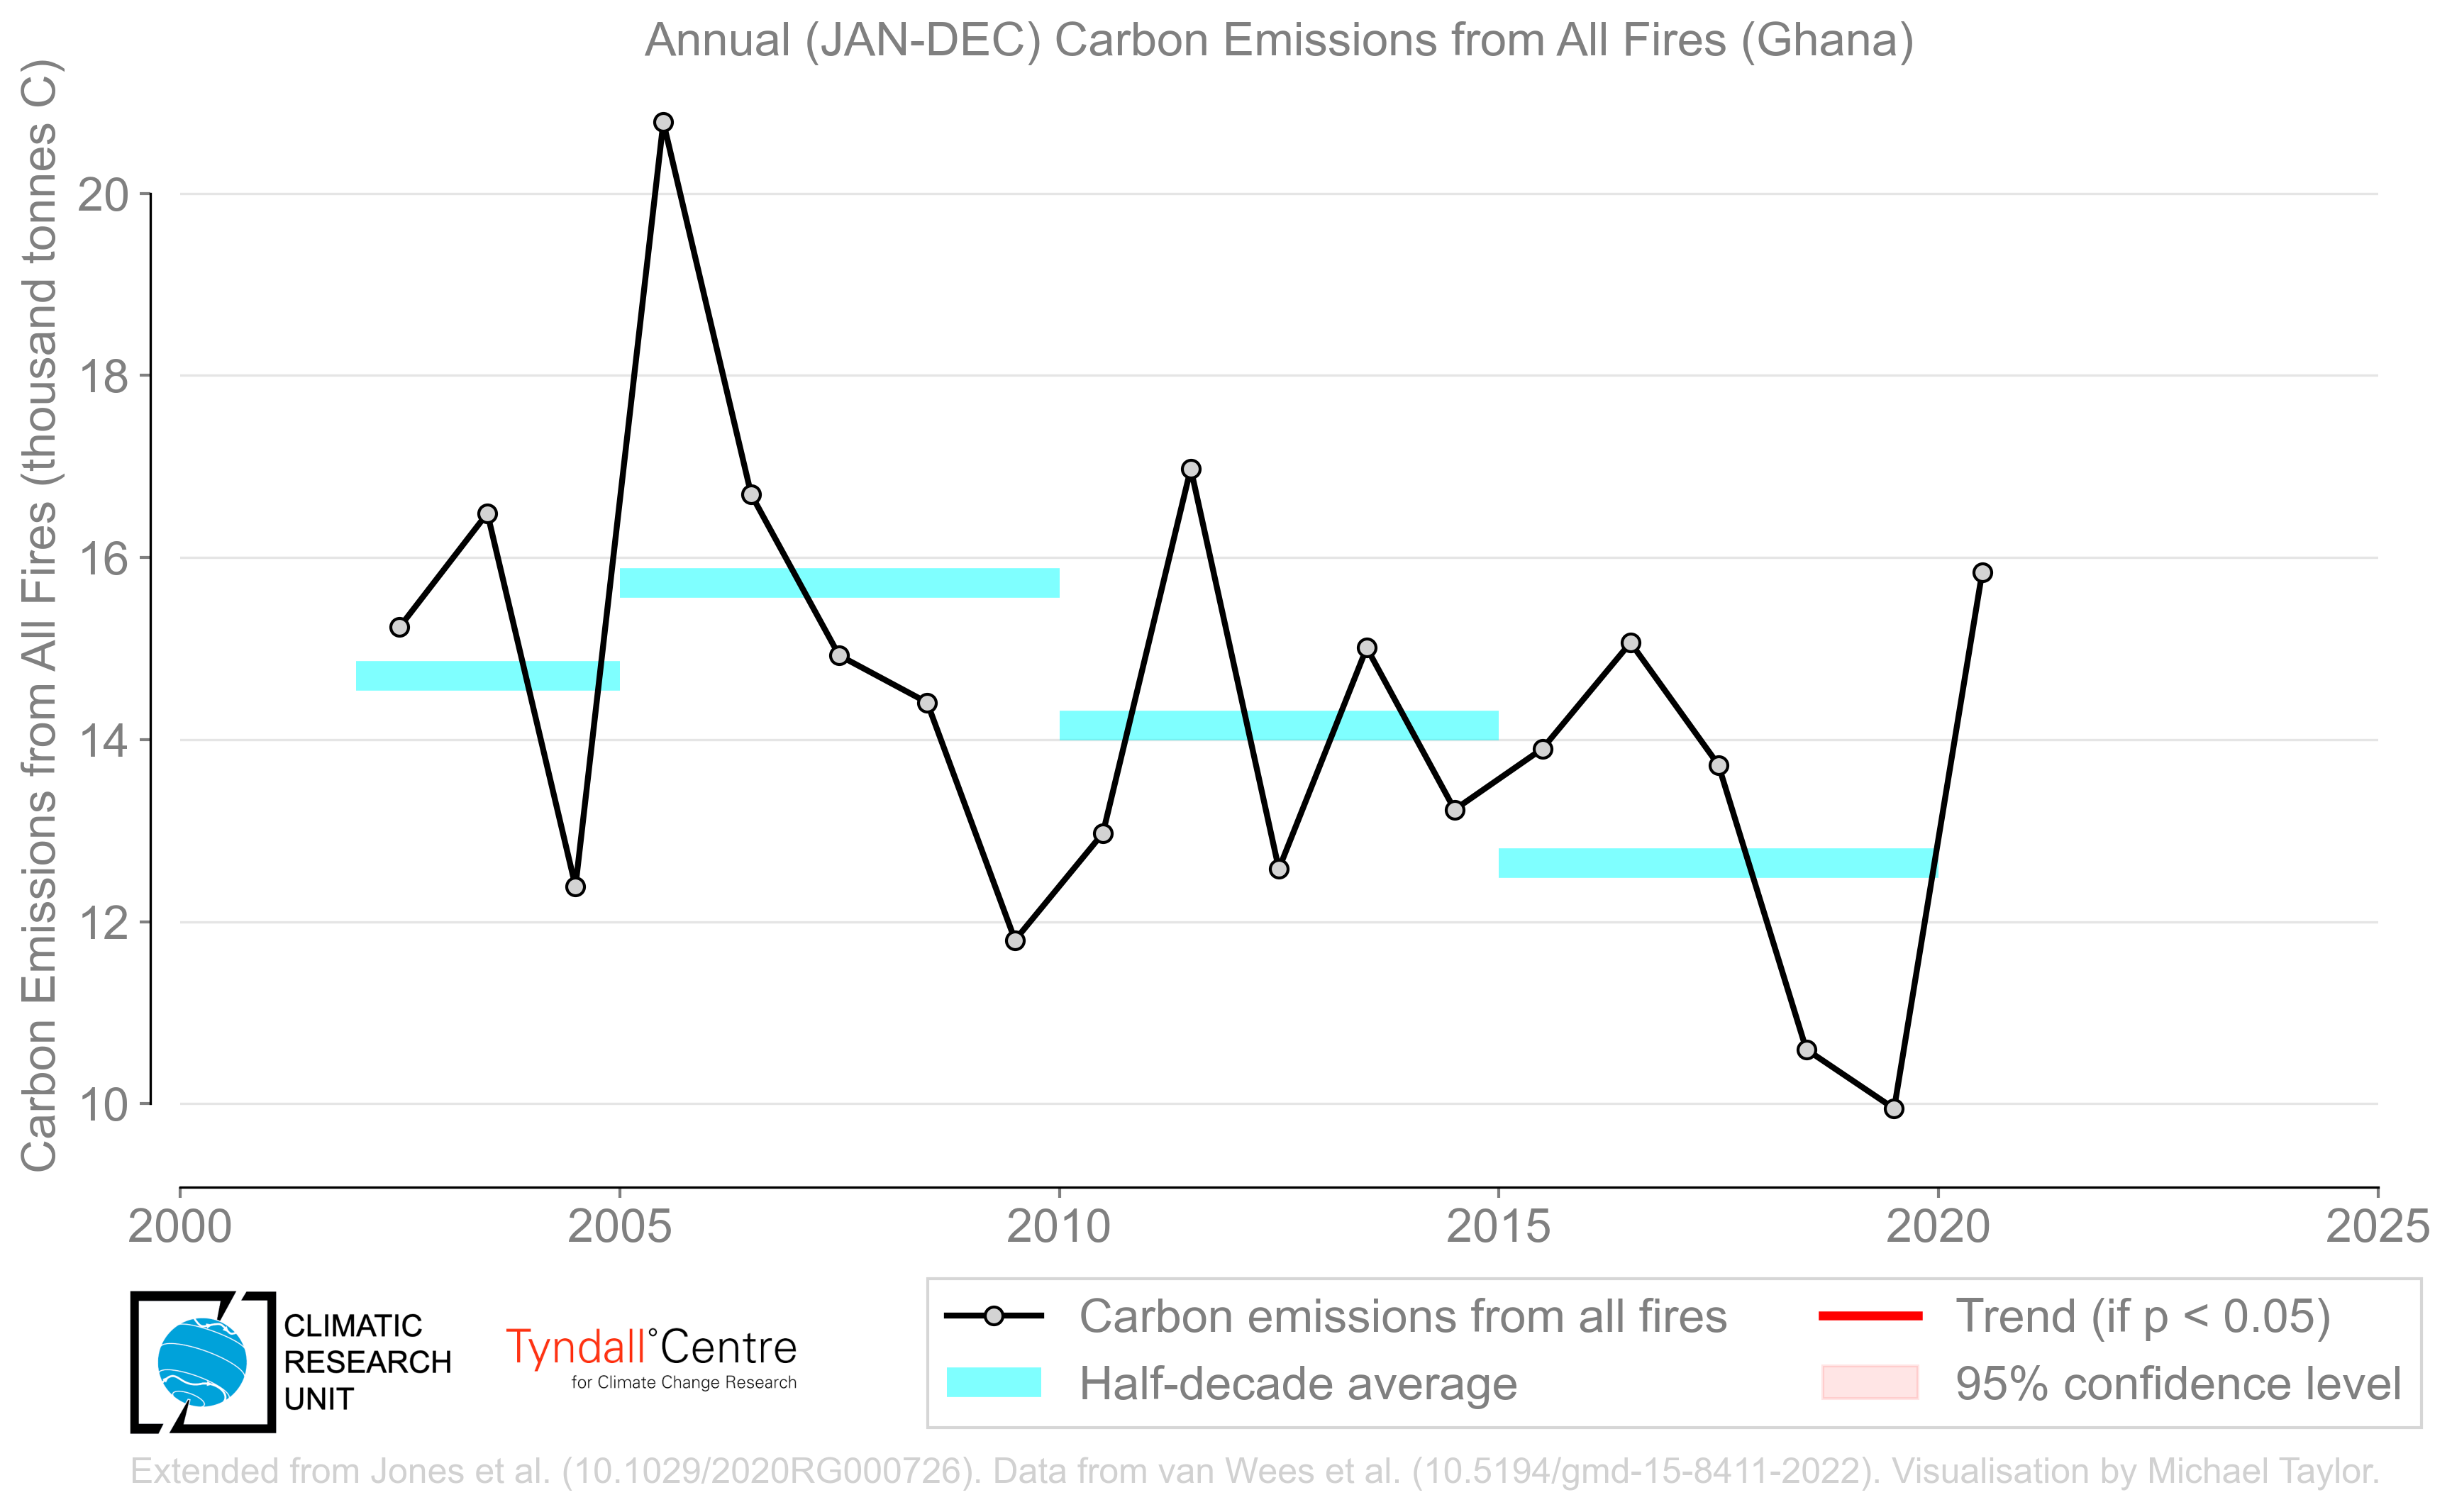 Annual (JAN-DEC) Carbon Emissions from All Fires (Ghana)
Carbon Emissions from All Fires (thousand tonnes C)
20
18
16
14
12
10
2000
2005
2010
2015
2020
2025
CLIMATIC
RESEARCH
UNIT
Tyndall°Centre
for Climate Change Research
Carbon emissions from all fires
Half-decade average
Trend (if p < 0.05)
95% confidence level
Extended from Jones et al. (10.1029/2020RG000726). Data from van Wees et al. (10.5194/gmd-15-8411-2022). Visualisation by Michael Taylor.